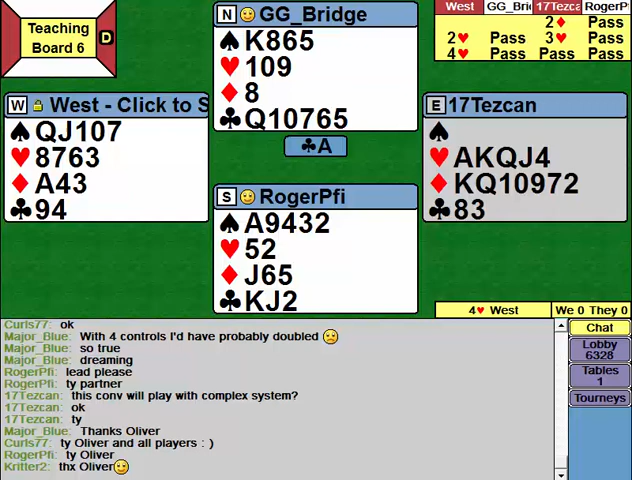 Teaching
Board 6
D
N GG_Bridge
♠K865
♥109
♦8
♣Q10765
West GG_Bri 17Tezca RogerPf
2♦ Pass
2♥ Pass 3♥ Pass
4♥ Pass Pass Pass
W West - Click to S
♠QJ107
♥8763
♦A43
♣94
♣A
E 17Tezcan
♠
♥AKQJ4
♦KQ10972
♣83
S RogerPfi
♠A9432
♥52
♦J65
♣KJ2
4♥ West We 0 They 0
Curls77: ok
Major_Blue: With 4 controls I'd have probably doubled
Major_Blue: so true
Major_Blue: dreaming
RogerPfi: lead please
RogerPfi: ty partner
17Tezcan: this conv will play with complex system?
17Tezcan: ok
17Tezcan: ty
Major_Blue: Thanks Oliver
Curls77: ty Oliver and all players : )
RogerPfi: ty Oliver
Kritter2: thx Oliver
Chat
Lobby
6328
Tables
1
Tourneys